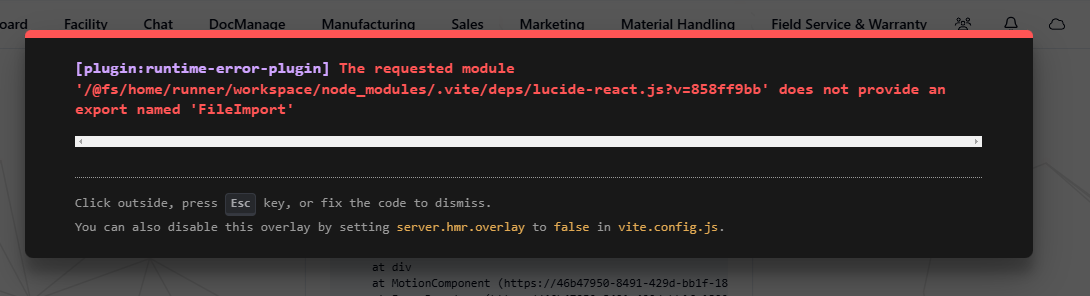 oard Facility Chat DocManage Manufacturing Sales Marketing Material Handling Field Service & Warranty
[plugin:runtime-error-plugin] The requested module
'/@fs/home/runner/workspace/node_modules/.vite/deps/lucide-react.js?v=858ff9bb' does not provide an
export named 'FileImport'
Click outside, press Esc key, or fix the code to dismiss.
You can also disable this overlay by setting server.hmr.overlay to false in vite.config.js.
at div
at MotionComponent (https://46b47950-8491-429d-bb1f-18